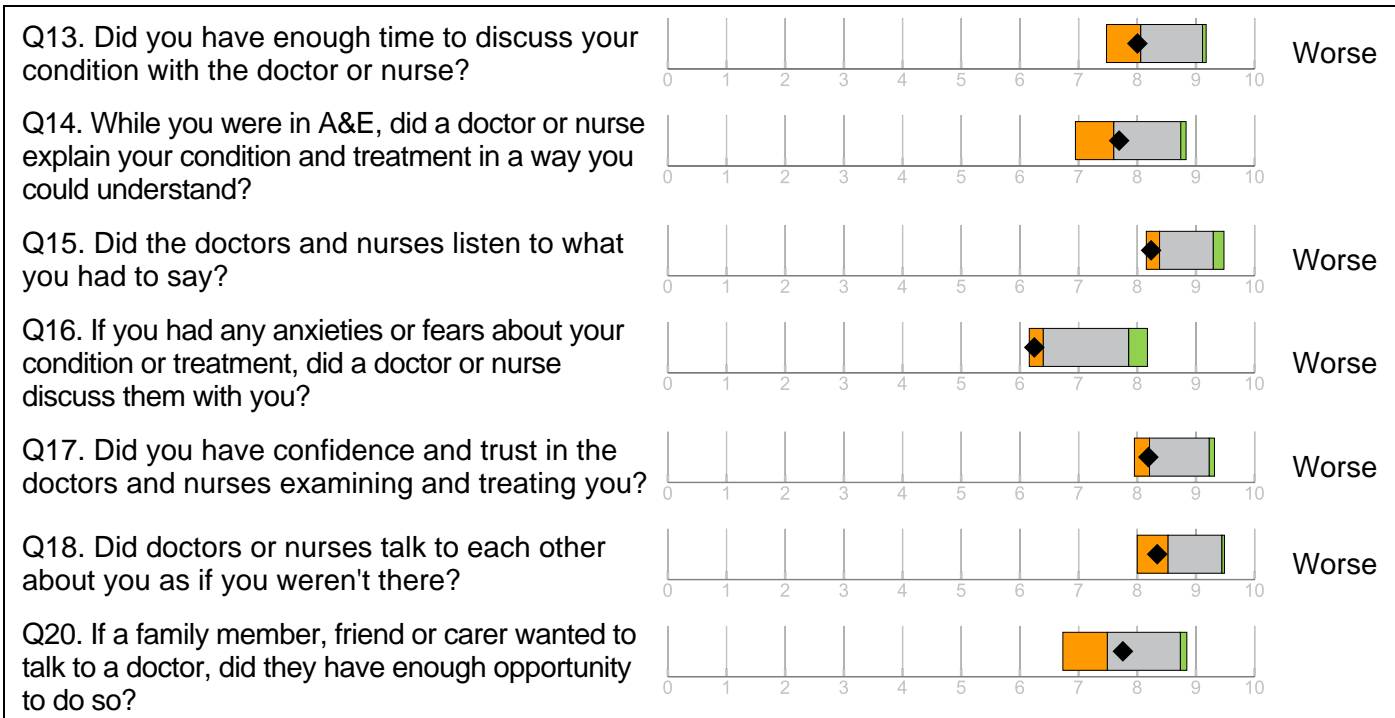 Q13. Did you have enough time to discuss your
condition with the doctor or nurse?
0 1 2 3 4 5 6 7 8 9 10
Worse
Q14. While you were in A&E, did a doctor or nurse
explain your condition and treatment in a way you
could understand?
0 1 2 3 4 5 6 7 8 9 10
Q15. Did the doctors and nurses listen to what
you had to say?
0 1 2 3 4 5 6 7 8 9 10
Worse
Q16. If you had any anxieties or fears about your
condition or treatment, did a doctor or nurse
discuss them with you?
0 1 2 3 4 5 6 7 8 9 10
Worse
Q17. Did you have confidence and trust in the
doctors and nurses examining and treating you?
0 1 2 3 4 5 6 7 8 9 10
Worse
Q18. Did doctors or nurses talk to each other
about you as if you weren't there?
0 1 2 3 4 5 6 7 8 9 10
Worse
Q20. If a family member, friend or carer wanted to
talk to a doctor, did they have enough opportunity
to do so?
0 1 2 3 4 5 6 7 8 9 10